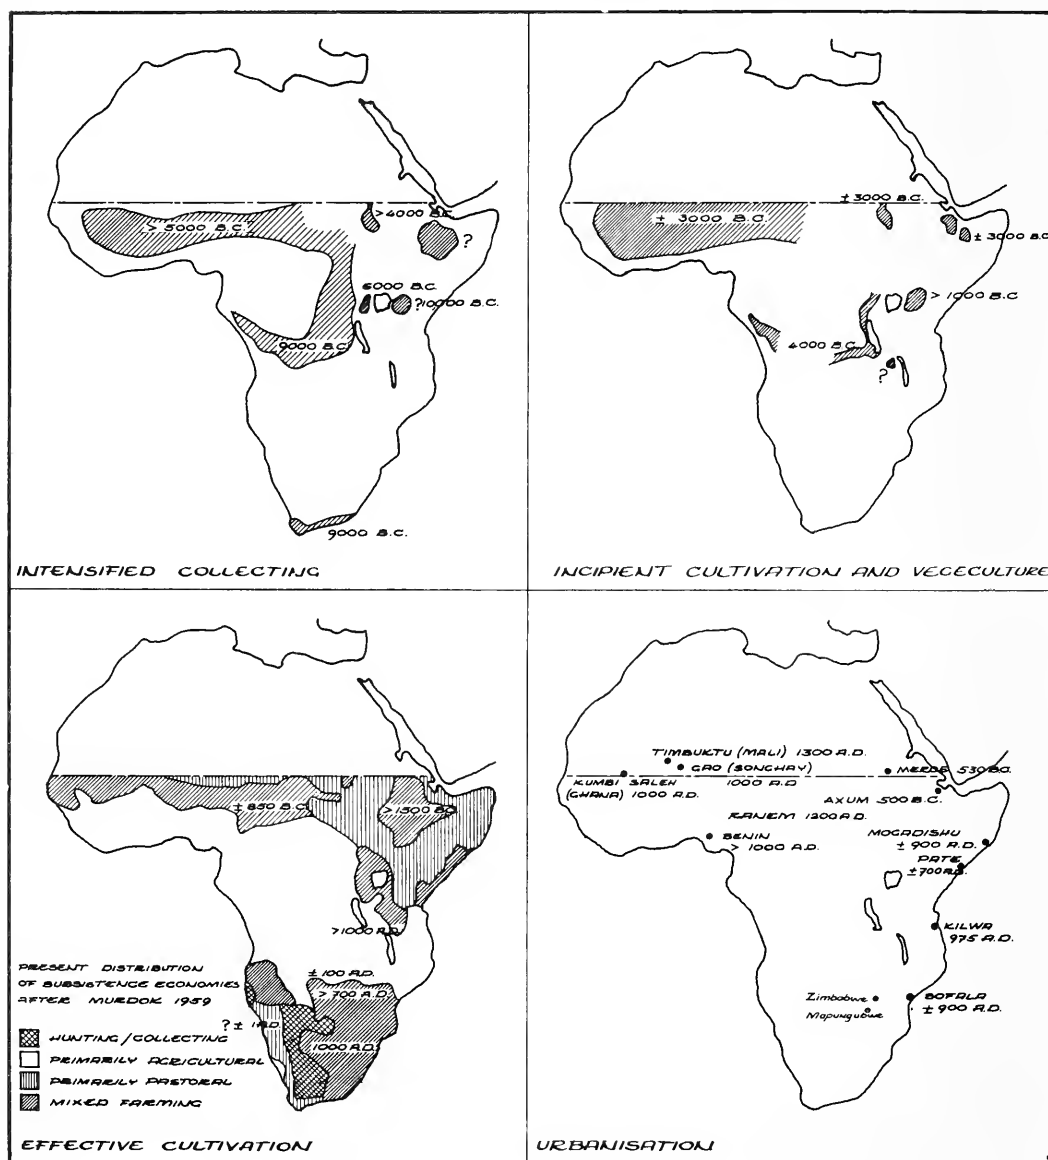 > 5000 B.C.
> 4000 B.C.
?
6000 B.C.
? 10000 B.C.
9000 B.C.
9000 B.C.
INTENSIFIED COLLECTING
± 3000 B.C.
± 3000 B.C.
± 3000 B.C.
> 1000 B.C
4000 B.C.
?
INCIPIENT CULTIVATION AND VEGECULTURE
± 850 B.C.
> 1500 B.C.
> 1000 A.D.
± 100 A.D.
> 700 A.D.
? ± 1 A.D.
1000 A.D.
PRESENT DISTRIBUTION
OF SUBSISTENCE ECONOMIES
AFTER MURDOK 1959
HUNTING/COLLECTING
PRIMARILY AGRICULTURAL
PRIMARILY PASTORAL
MIXED FARMING
EFFECTIVE CULTIVATION
TIMBUKTU (MALI) 1300 A.D.
GAO (SONGHAY)
1000 A.D
KUMBI SALEH
(GHANA) 1000 A.D.
MEROE 530 B.C.
AXUM 500 B.C.
KANEM 1200 A.D.
BENIN
> 1000 A.D.
MOGADISHU
± 900 A.D.
PATE
± 700 A.D.
KILWA
975 A.D.
Zimbabwe
Mapungubwe
SOFALA
± 900 A.D.
URBANISATION